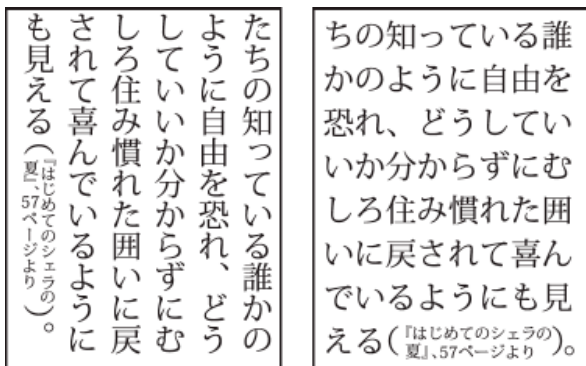 たちの知っている誰かの
ように自由を恐れ、どう
していいか分からずにむ
しろ住み慣れた囲いに戻
されて喜んでいるように
も見える(『はじめてのシェラの夏』、57ページより)。
ちの知っている誰
かのように自由を
恐れ、どうしてい
いか分からずにむ
しろ住み慣れた囲
いに戻されて喜ん
でいるようにも見
える(『はじめてのシェラの夏』、57ページより)。